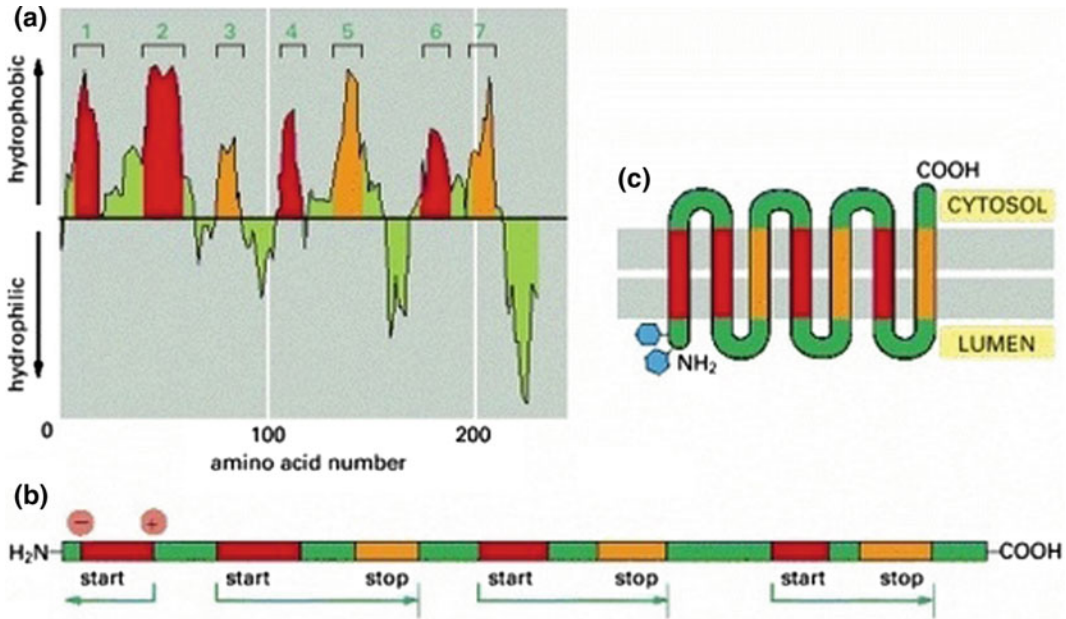 (a)
1 2 3 4 5 6 7
hydrophobic
hydrophilic
0 100 200
amino acid number
(c)
COOH
CYTOSOL
LUMEN
NH₂
(b)
− +
H₂N COOH
start start stop start stop start stop